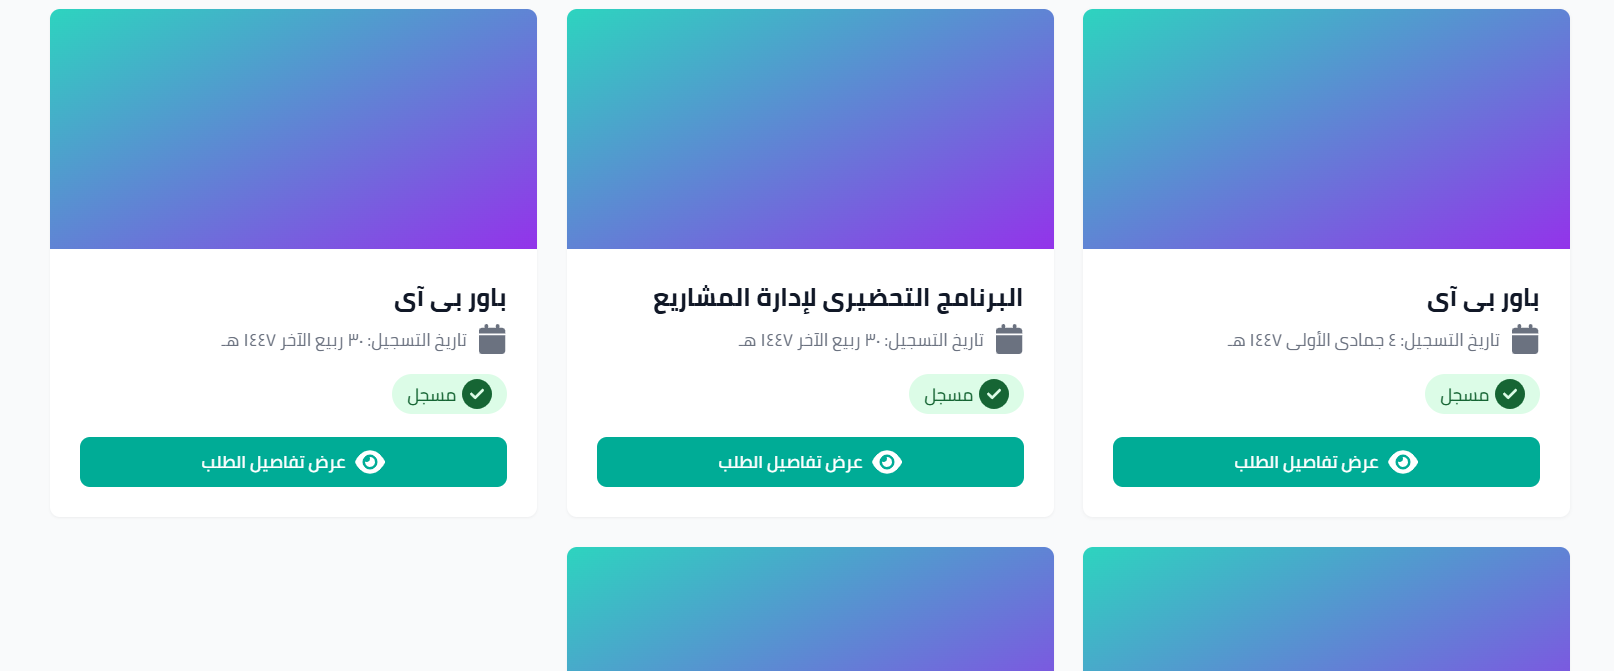 باور بى آى
تاريخ التسجيل: ٤ جمادى الأولى ١٤٤٧ هـ
مسجل
عرض تفاصيل الطلب
البرنامج التحضيرى لإدارة المشاريع
تاريخ التسجيل: ٣٠ ربيع الآخر ١٤٤٧ هـ
مسجل
عرض تفاصيل الطلب
باور بى آى
تاريخ التسجيل: ٣٠ ربيع الآخر ١٤٤٧ هـ
مسجل
عرض تفاصيل الطلب